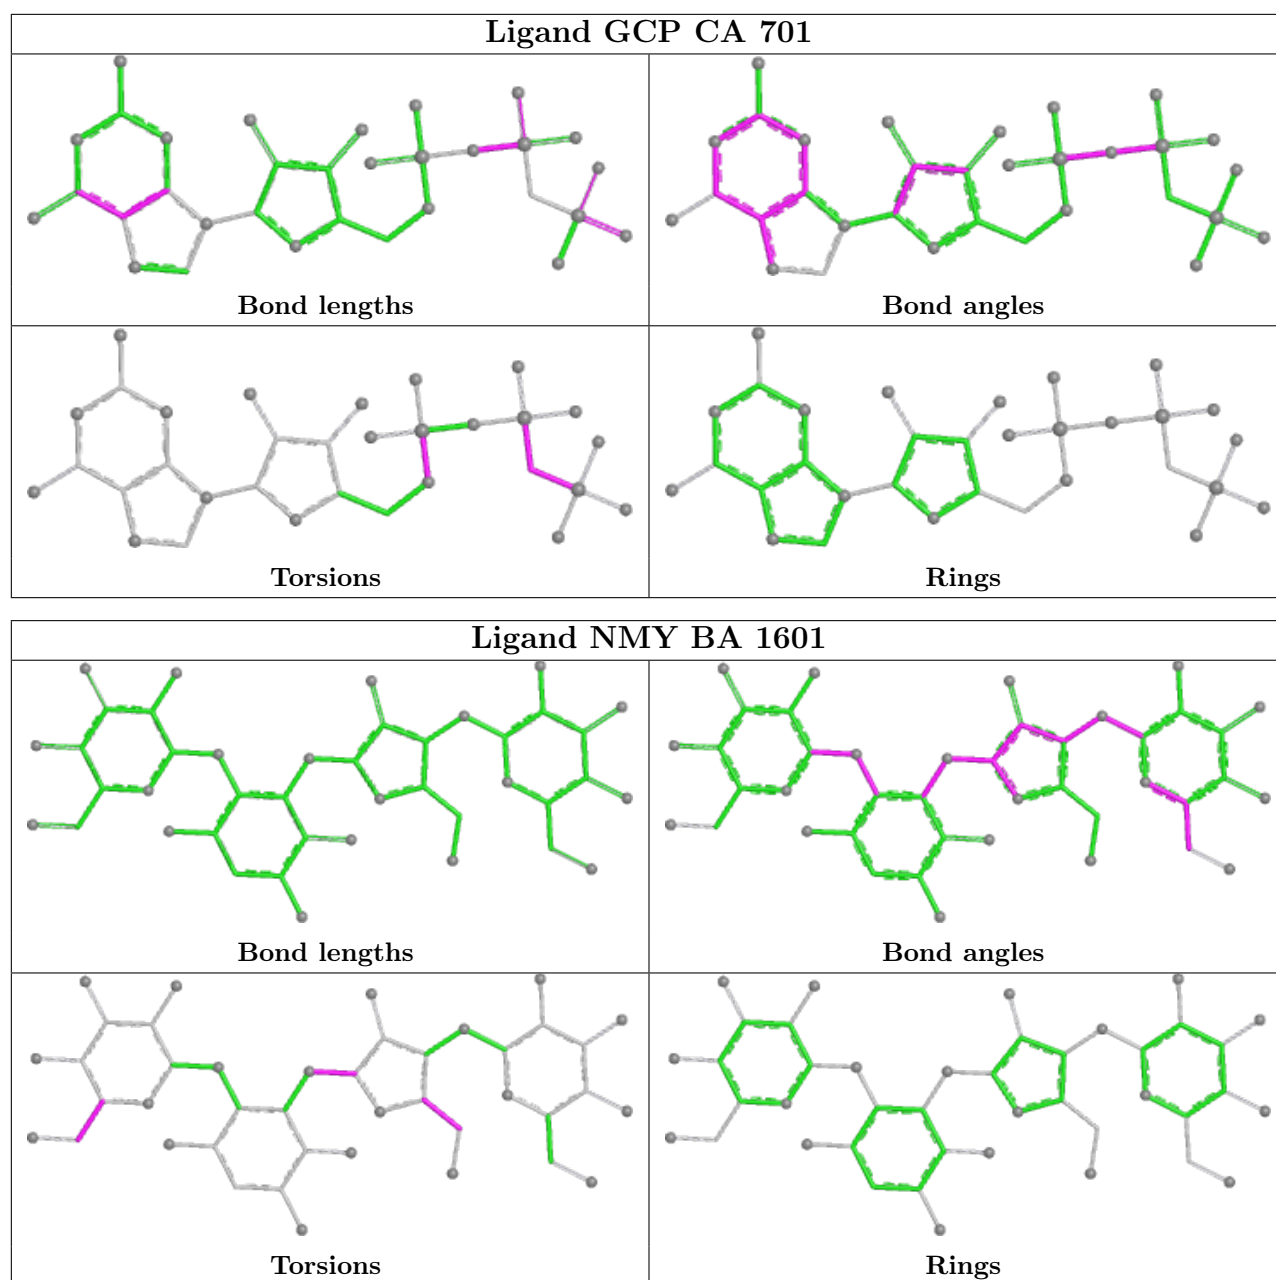 Ligand GCP CA 701
Bond lengths
Bond angles
Torsions
Rings
Ligand NMY BA 1601
Bond lengths
Bond angles
Torsions
Rings